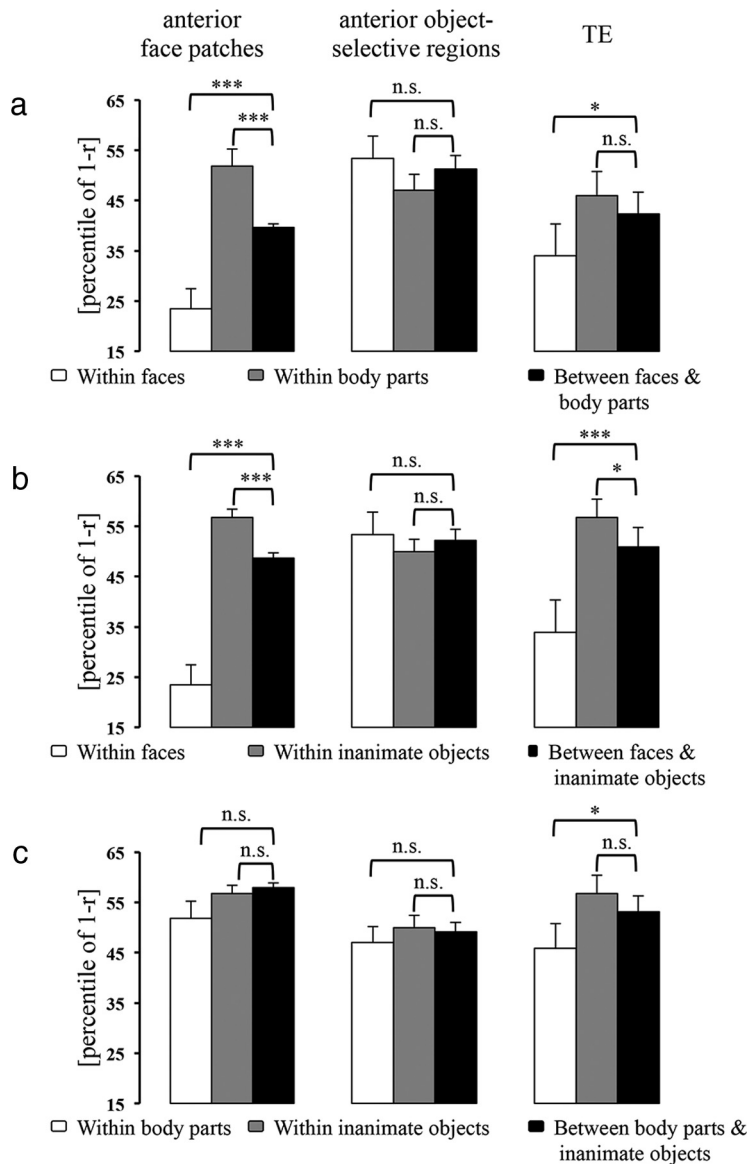 anterior
face patches
anterior object-
selective regions
TE
a
[percentile of 1-r]
65
55
45
35
25
15
***
***
n.s.
n.s.
*
n.s.
Within faces
Within body parts
Between faces &
body parts
b
[percentile of 1-r]
65
55
45
35
25
15
***
***
n.s.
n.s.
***
*
Within faces
Within inanimate objects
Between faces &
inanimate objects
c
[percentile of 1-r]
65
55
45
35
25
15
n.s.
n.s.
n.s.
n.s.
*
n.s.
Within body parts
Within inanimate objects
Between body parts &
inanimate objects